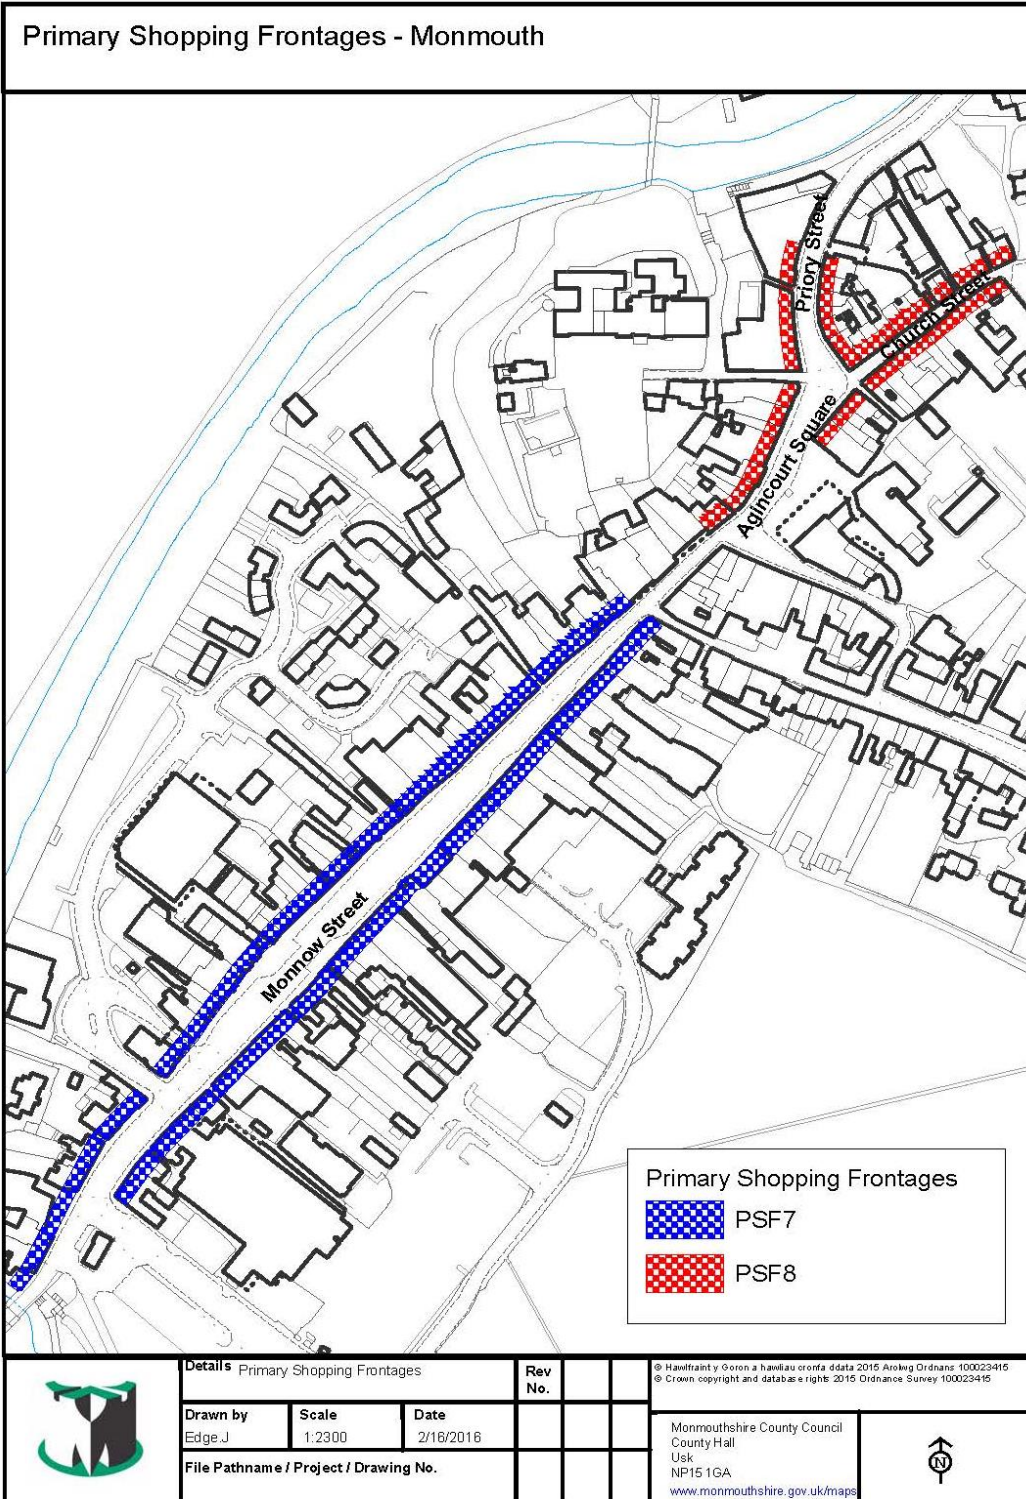 Primary Shopping Frontages - Monmouth
Priory Street
Church Street
Agincourt Square
Monnow Street
Primary Shopping Frontages
PSF7
PSF8
Details Primary Shopping Frontages
Rev No.
Drawn by
Edge.J
Scale
1:2300
Date
2/16/2016
File Pathname / Project / Drawing No.
© Hawlfraint y Goron a hawliau cronfa ddata 2015 Arolwg Ordnans 100023415
© Crown copyright and database rights 2015 Ordnance Survey 100023415
Monmouthshire County Council
County Hall
Usk
NP15 1GA
www.monmouthshire.gov.uk/maps
N